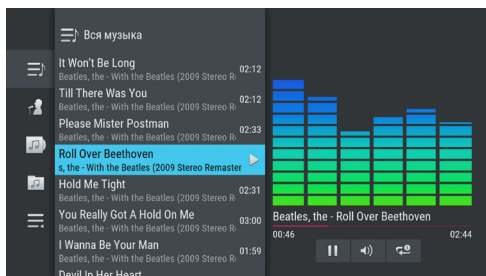 Вся музыка
It Won't Be Long
02:12
Beatles, the - With the Beatles (2009 Stereo R
Till There Was You
02:12
Beatles, the - With the Beatles (2009 Stereo R
Please Mister Postman
02:33
Beatles, the - With the Beatles (2009 Stereo R
Roll Over Beethoven
s, the - With the Beatles (2009 Stereo Remaster
Hold Me Tight
02:31
Beatles, the - With the Beatles (2009 Stereo R
You Really Got A Hold On Me
03:00
Beatles, the - With the Beatles (2009 Stereo R
I Wanna Be Your Man
01:59
Beatles, the - With the Beatles (2009 Stereo R
Devil In Her Heart
Beatles, the - Roll Over Beethoven
00:46
02:44